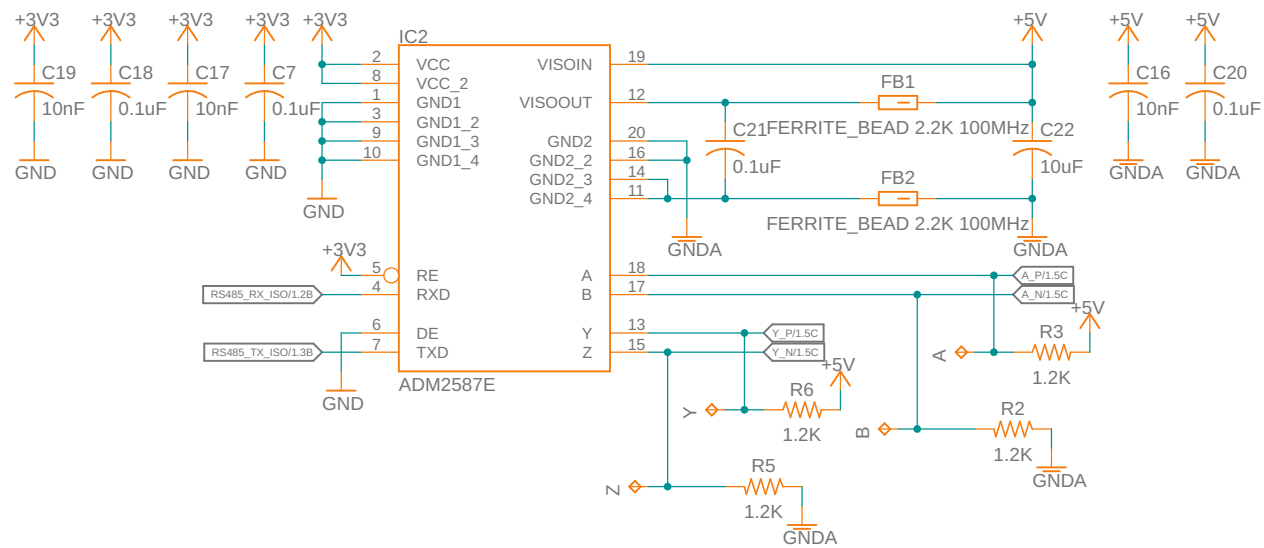 +3V3 +3V3 +3V3 +3V3 +3V3
+5V +5V +5V
IC2
2 VCC VISOIN 19
8 VCC_2
1 GND1 VISOOUT 12
3 GND1_2
9 GND1_3 GND2 20
10 GND1_4 GND2_2 16
GND2_3 14
GND2_4 11
C19 C18 C17 C7
10nF 0.1uF 10nF 0.1uF
GND GND GND GND
GND
FB1
FERRITE_BEAD 2.2K 100MHz
C21
0.1uF
C22
10uF
FB2
FERRITE_BEAD 2.2K 100MHz
C16 C20
10nF 0.1uF
GNDA GNDA
GNDA GNDA
+3V3
5 RE A 18 A_P/1.5C
RS485_RX_ISO/1.2B 4 RXD B 17 A_N/1.5C
6 DE Y 13 Y_P/1.5C
RS485_TX_ISO/1.3B 7 TXD Z 15 Y_N/1.5C
GND
ADM2587E
+5V
A R3
1.2K
+5V
Y R6
1.2K
B R2
1.2K
GNDA
Z R5
1.2K
GNDA